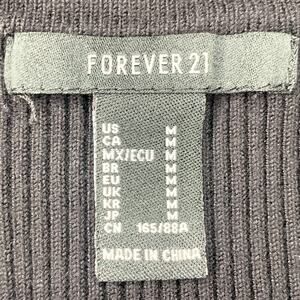 FOREVER 21
US M
CA M
MX/ECU M
BR M
EU M
UK M
KR M
JP M
CN 165/88A
MADE IN CHINA